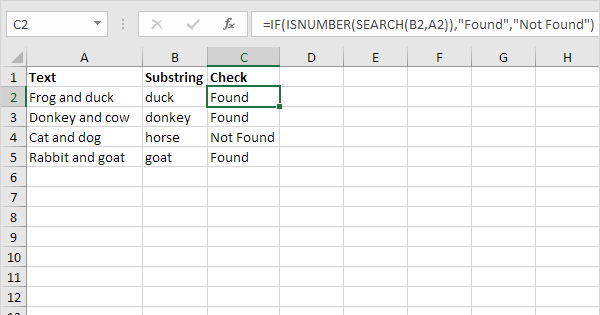 C2 fx =IF(ISNUMBER(SEARCH(B2,A2)),"Found","Not Found")
A B C D E F G H
1 Text Substring Check
2 Frog and duck duck Found
3 Donkey and cow donkey Found
4 Cat and dog horse Not Found
5 Rabbit and goat goat Found
6
7
8
9
10
11
12